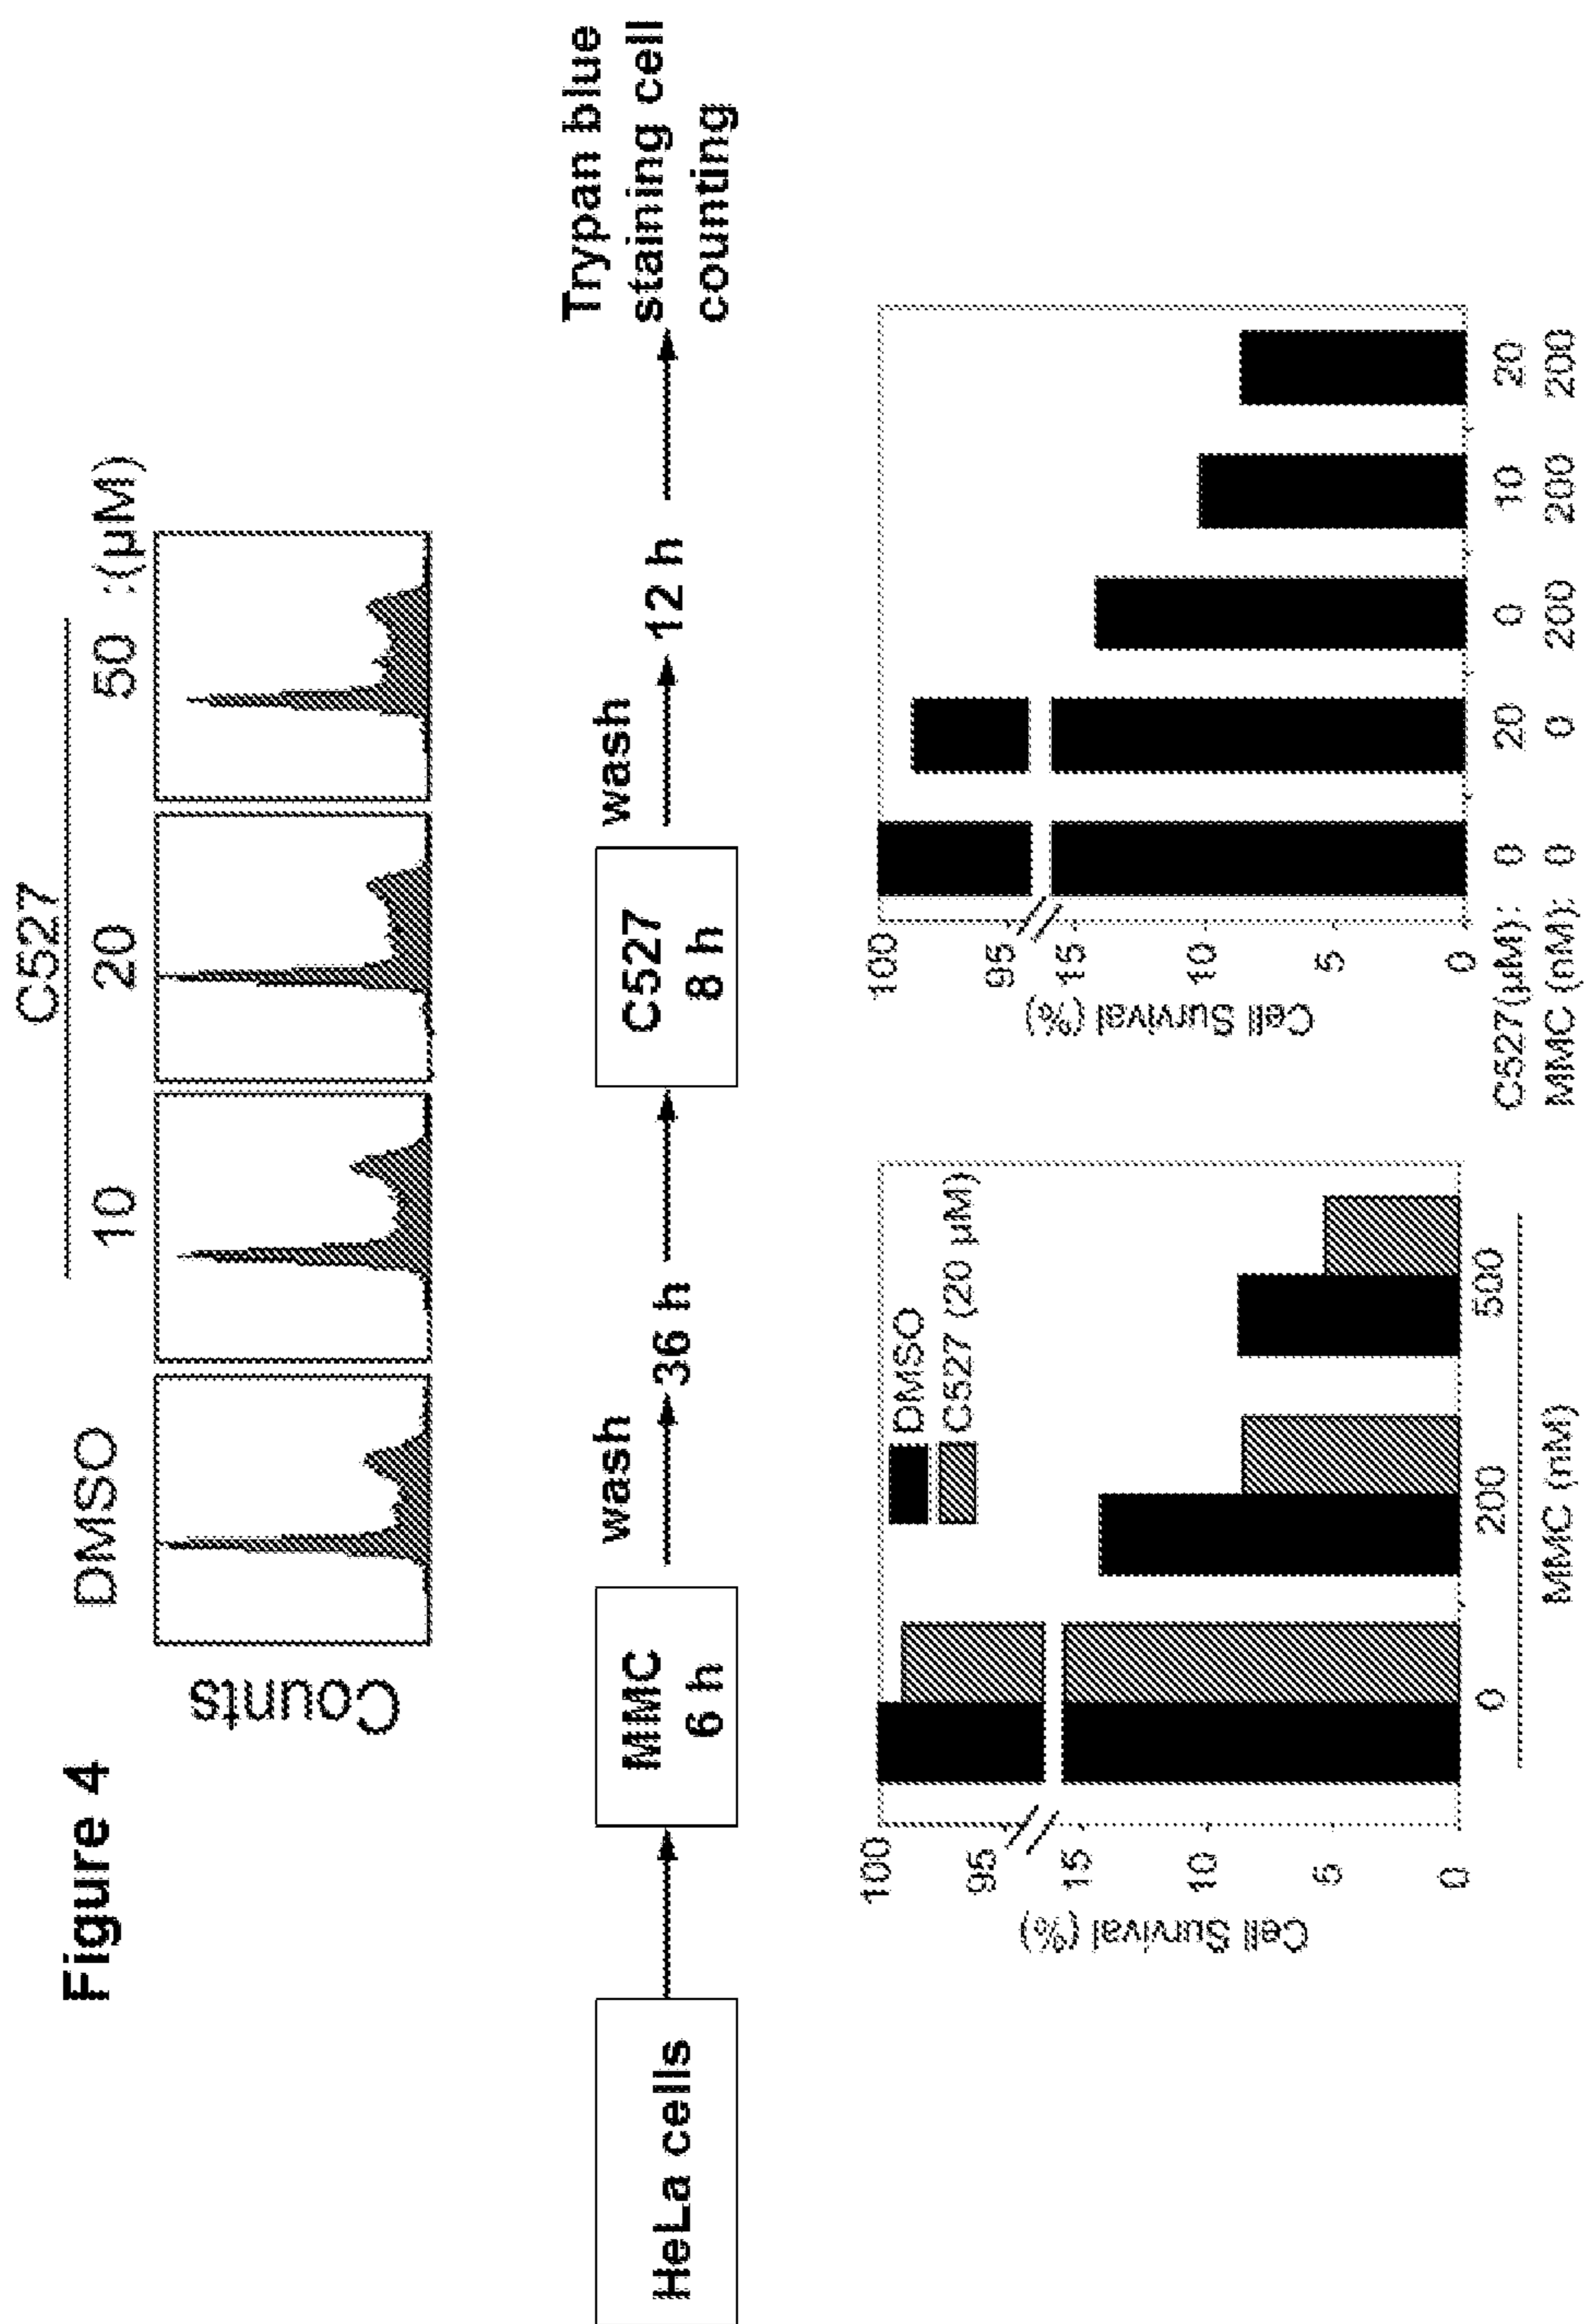 Figure 4
C527
DMSO 10 20 50 :(µM)
Counts
HeLa cells
MMC
6 h
wash
36 h
C527
8 h
wash
12 h
Trypan blue
staining cell
counting
Cell Survival (%)
100
95
15
10
5
0
DMSO
C527 (20 µM)
0 200 500
MMC (nM)
Cell Survival (%)
100
95
15
10
5
0
C527(µM): 0 20 0 10 20
MMC (nM): 0 0 200 200 200